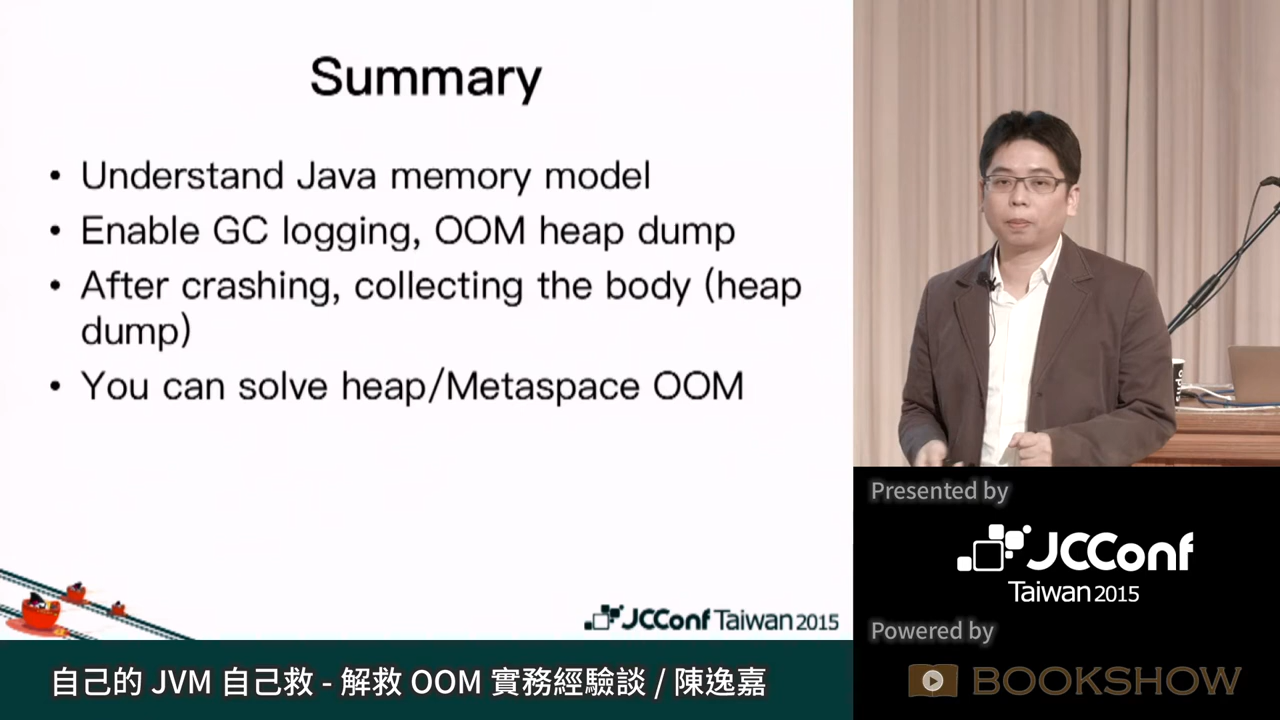 Summary
• Understand Java memory model
• Enable GC logging, OOM heap dump
• After crashing, collecting the body (heap
dump)
• You can solve heap/Metaspace OOM
JCConf Taiwan 2015
自己的 JVM 自己救 - 解救 OOM 實務經驗談 / 陳逸嘉
Presented by
JCConf
Taiwan 2015
Powered by
BOOKSHOW